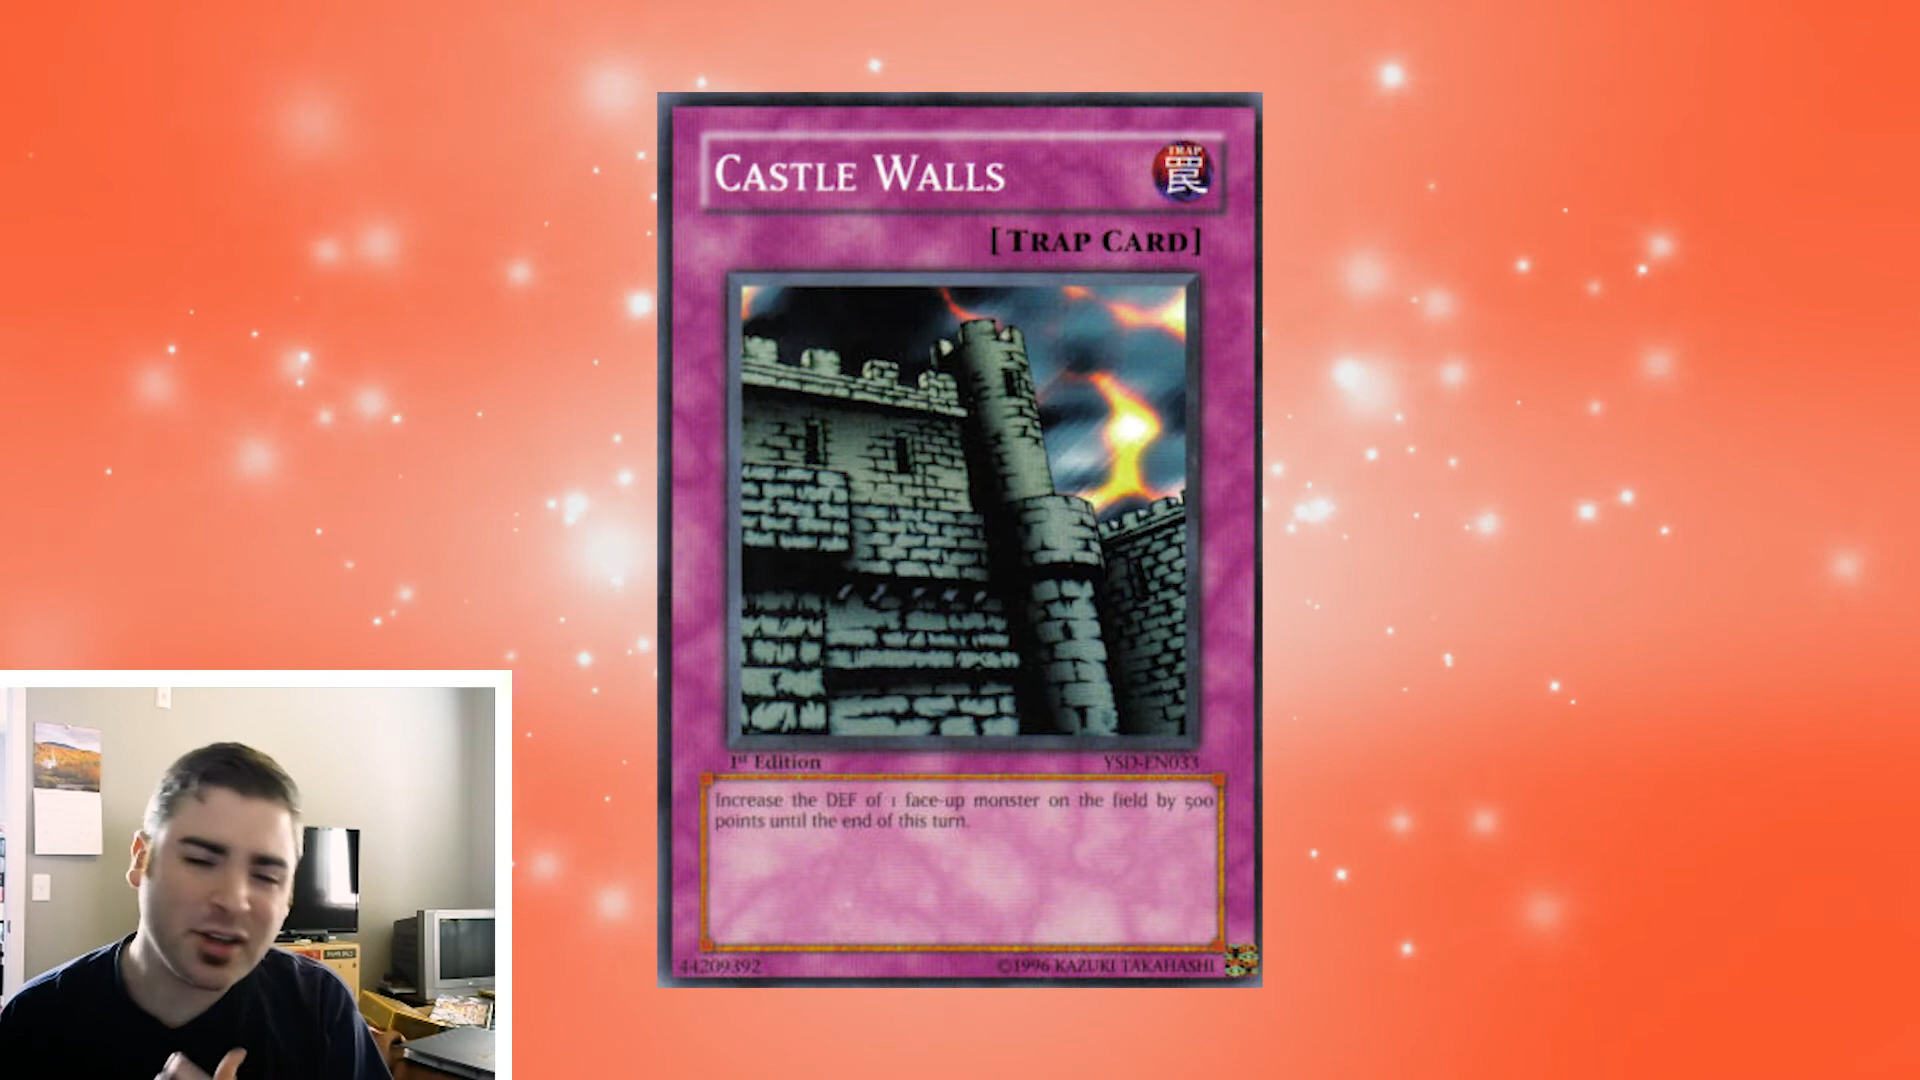 CASTLE WALLS
TRAP
罠
[TRAP CARD]
1st Edition
YSD-EN033
Increase the DEF of 1 face-up monster on the field by 500
points until the end of this turn.
44209392
©1996 KAZUKI TAKAHASHI